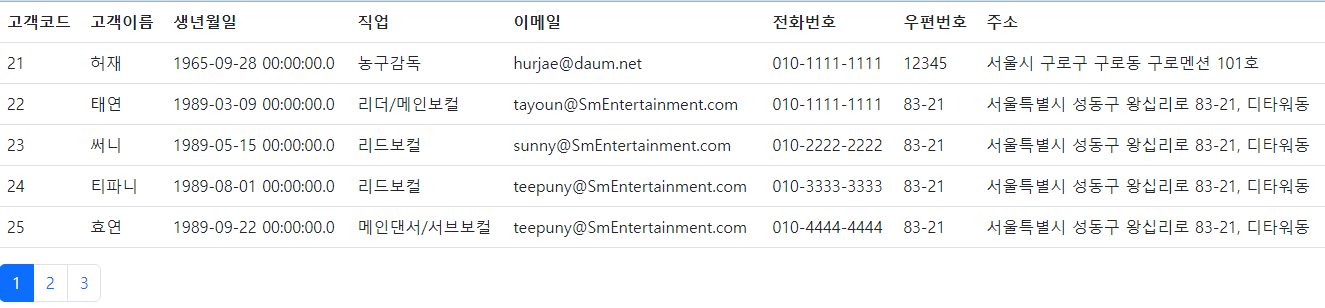 고객코드 고객이름 생년월일 직업 이메일 전화번호 우편번호 주소
21 허재 1965-09-28 00:00:00.0 농구감독 hurjae@daum.net 010-1111-1111 12345 서울시 구로구 구로동 구로멘션 101호
22 태연 1989-03-09 00:00:00.0 리더/메인보컬 tayoun@SmEntertainment.com 010-1111-1111 83-21 서울특별시 성동구 왕십리로 83-21, 디타워동
23 써니 1989-05-15 00:00:00.0 리드보컬 sunny@SmEntertainment.com 010-2222-2222 83-21 서울특별시 성동구 왕십리로 83-21, 디타워동
24 티파니 1989-08-01 00:00:00.0 리드보컬 teepuny@SmEntertainment.com 010-3333-3333 83-21 서울특별시 성동구 왕십리로 83-21, 디타워동
25 효연 1989-09-22 00:00:00.0 메인댄서/서브보컬 teepuny@SmEntertainment.com 010-4444-4444 83-21 서울특별시 성동구 왕십리로 83-21, 디타워동
1 2 3